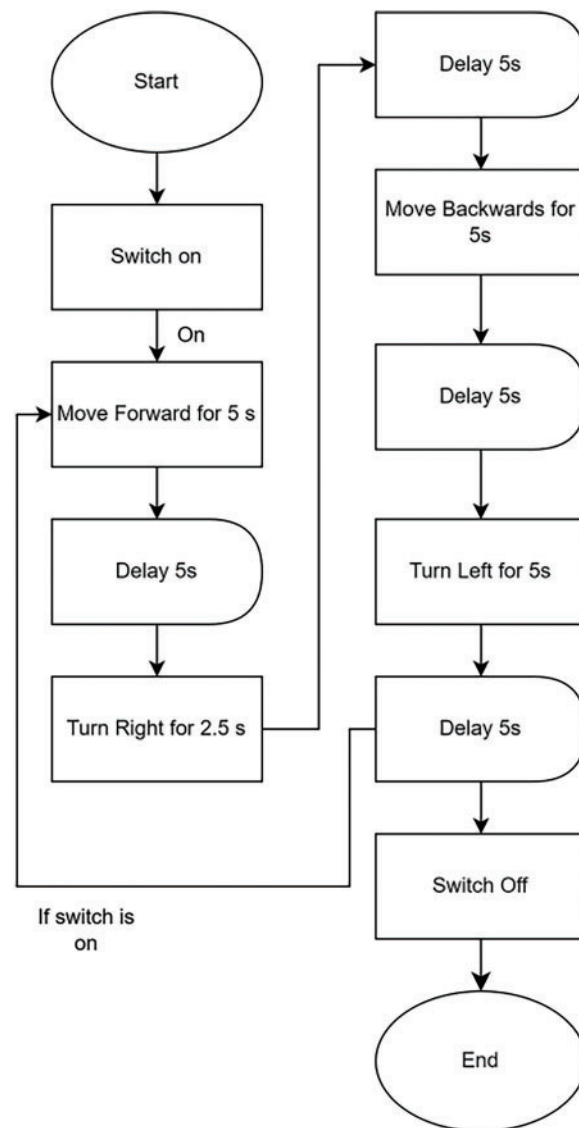 Start
Switch on
On
Move Forward for 5 s
Delay 5s
Turn Right for 2.5 s
If switch is
on
Delay 5s
Move Backwards for
5s
Delay 5s
Turn Left for 5s
Delay 5s
Switch Off
End